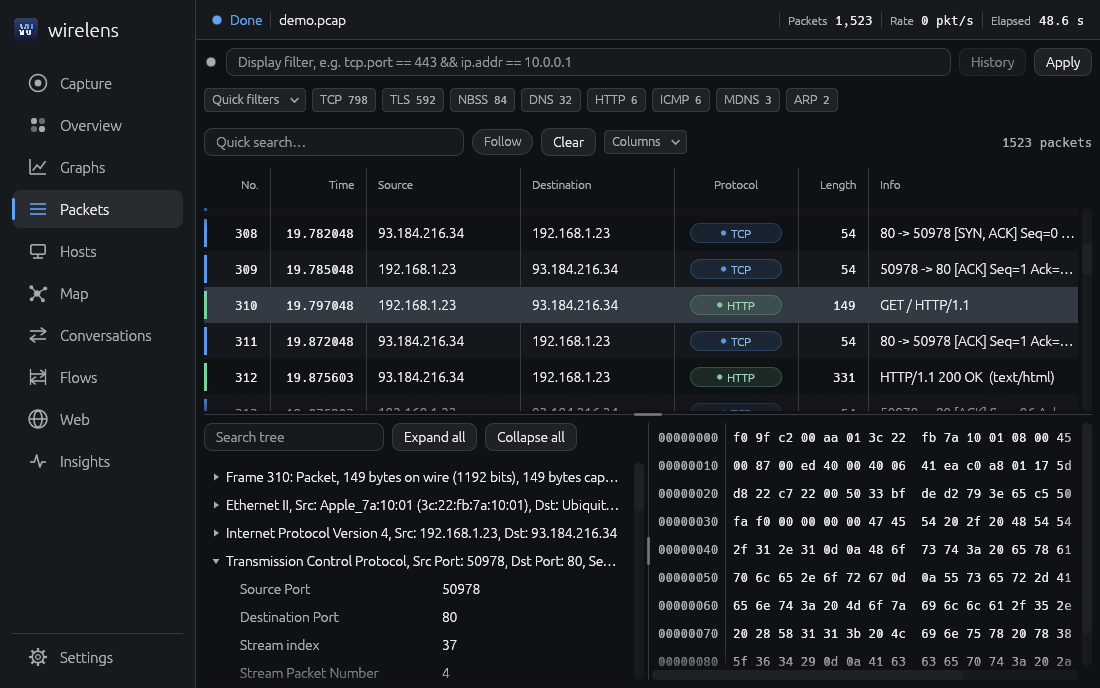 wirelens
Capture
Overview
Graphs
Packets
Hosts
Map
Conversations
Flows
Web
Insights
Settings
Done demo.pcap Packets 1,523 Rate 0 pkt/s Elapsed 48.6 s
Display filter, e.g. tcp.port == 443 && ip.addr == 10.0.0.1 History Apply
Quick filters TCP 798 TLS 592 NBSS 84 DNS 32 HTTP 6 ICMP 6 MDNS 3 ARP 2
Quick search... Follow Clear Columns 1523 packets
No. Time Source Destination Protocol Length Info
308 19.782048 93.184.216.34 192.168.1.23 TCP 54 80 -> 50978 [SYN, ACK] Seq=0 ...
309 19.785048 192.168.1.23 93.184.216.34 TCP 54 50978 -> 80 [ACK] Seq=1 Ack=...
310 19.797048 192.168.1.23 93.184.216.34 HTTP 149 GET / HTTP/1.1
311 19.872048 93.184.216.34 192.168.1.23 TCP 54 80 -> 50978 [ACK] Seq=1 Ack=...
312 19.875603 93.184.216.34 192.168.1.23 HTTP 331 HTTP/1.1 200 OK (text/html)
Search tree Expand all Collapse all
Frame 310: Packet, 149 bytes on wire (1192 bits), 149 bytes cap...
Ethernet II, Src: Apple_7a:10:01 (3c:22:fb:7a:10:01), Dst: Ubiquit...
Internet Protocol Version 4, Src: 192.168.1.23, Dst: 93.184.216.34
Transmission Control Protocol, Src Port: 50978, Dst Port: 80, Se...
Source Port 50978
Destination Port 80
Stream index 37
Stream Packet Number 4
00000000 f0 9f c2 00 aa 01 3c 22 fb 7a 10 01 08 00 45
00000010 00 87 00 ed 40 00 40 06 41 ea c0 a8 01 17 5d
00000020 d8 22 c7 22 00 50 33 bf de d2 79 3e 65 c5 50
00000030 fa f0 00 00 00 00 47 45 54 20 2f 20 48 54 54
00000040 2f 31 2e 31 0d 0a 48 6f 73 74 3a 20 65 78 61
00000050 70 6c 65 2e 6f 72 67 0d 0a 55 73 65 72 2d 41
00000060 65 6e 74 3a 20 4d 6f 7a 69 6c 6c 61 2f 35 2e
00000070 20 28 58 31 31 3b 20 4c 69 6e 75 78 20 78 38
00000080 5f 36 34 29 0d 0a 41 63 63 65 70 74 3a 20 2a